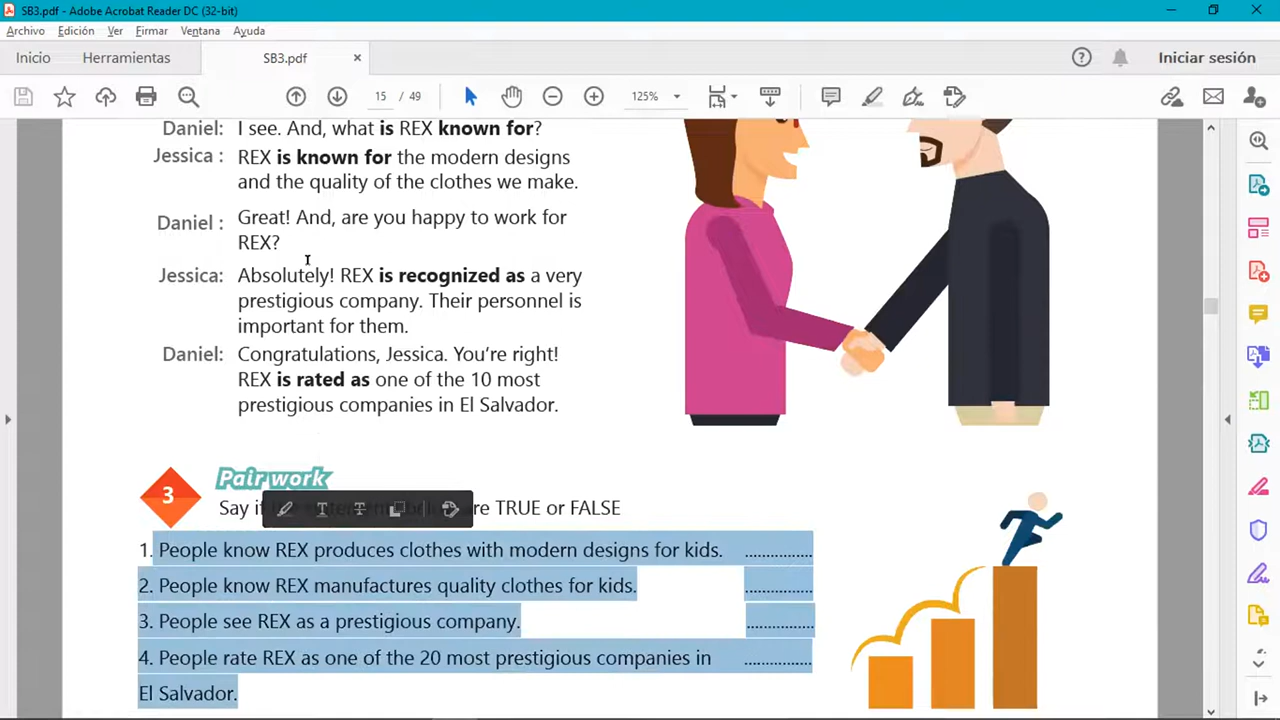 SB3.pdf - Adobe Acrobat Reader DC (32-bit)
Archivo Edición Ver Firmar Ventana Ayuda
Inicio Herramientas SB3.pdf × Iniciar sesión
15 / 49 125%
Daniel: I see. And, what is REX known for?
Jessica : REX is known for the modern designs
and the quality of the clothes we make.
Daniel : Great! And, are you happy to work for
REX?
Jessica: Absolutely! REX is recognized as a very
prestigious company. Their personnel is
important for them.
Daniel: Congratulations, Jessica. You're right!
REX is rated as one of the 10 most
prestigious companies in El Salvador.
3 Pair work
Say if are TRUE or FALSE
1. People know REX produces clothes with modern designs for kids. ................
2. People know REX manufactures quality clothes for kids. ................
3. People see REX as a prestigious company. ................
4. People rate REX as one of the 20 most prestigious companies in ................
El Salvador.